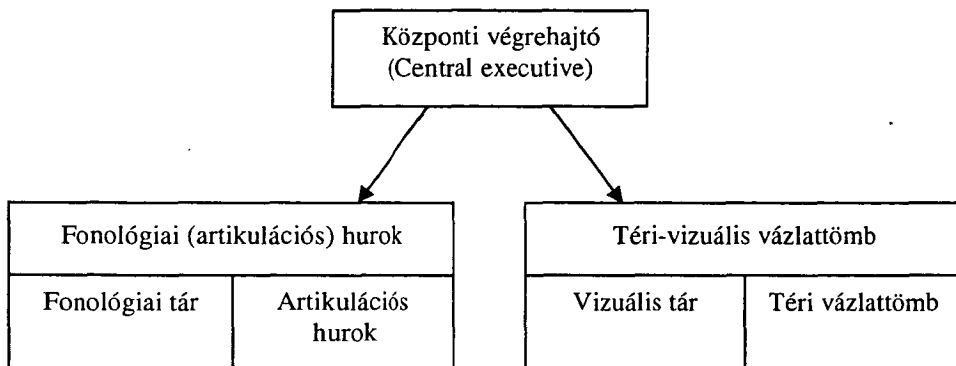 Központi végrehajtó
(Central executive)
Fonológiai (artikulációs) hurok
Téri-vizuális vázlattömb
Fonológiai tár
Artikulációs
hurok
Vizuális tár
Téri vázlattömb